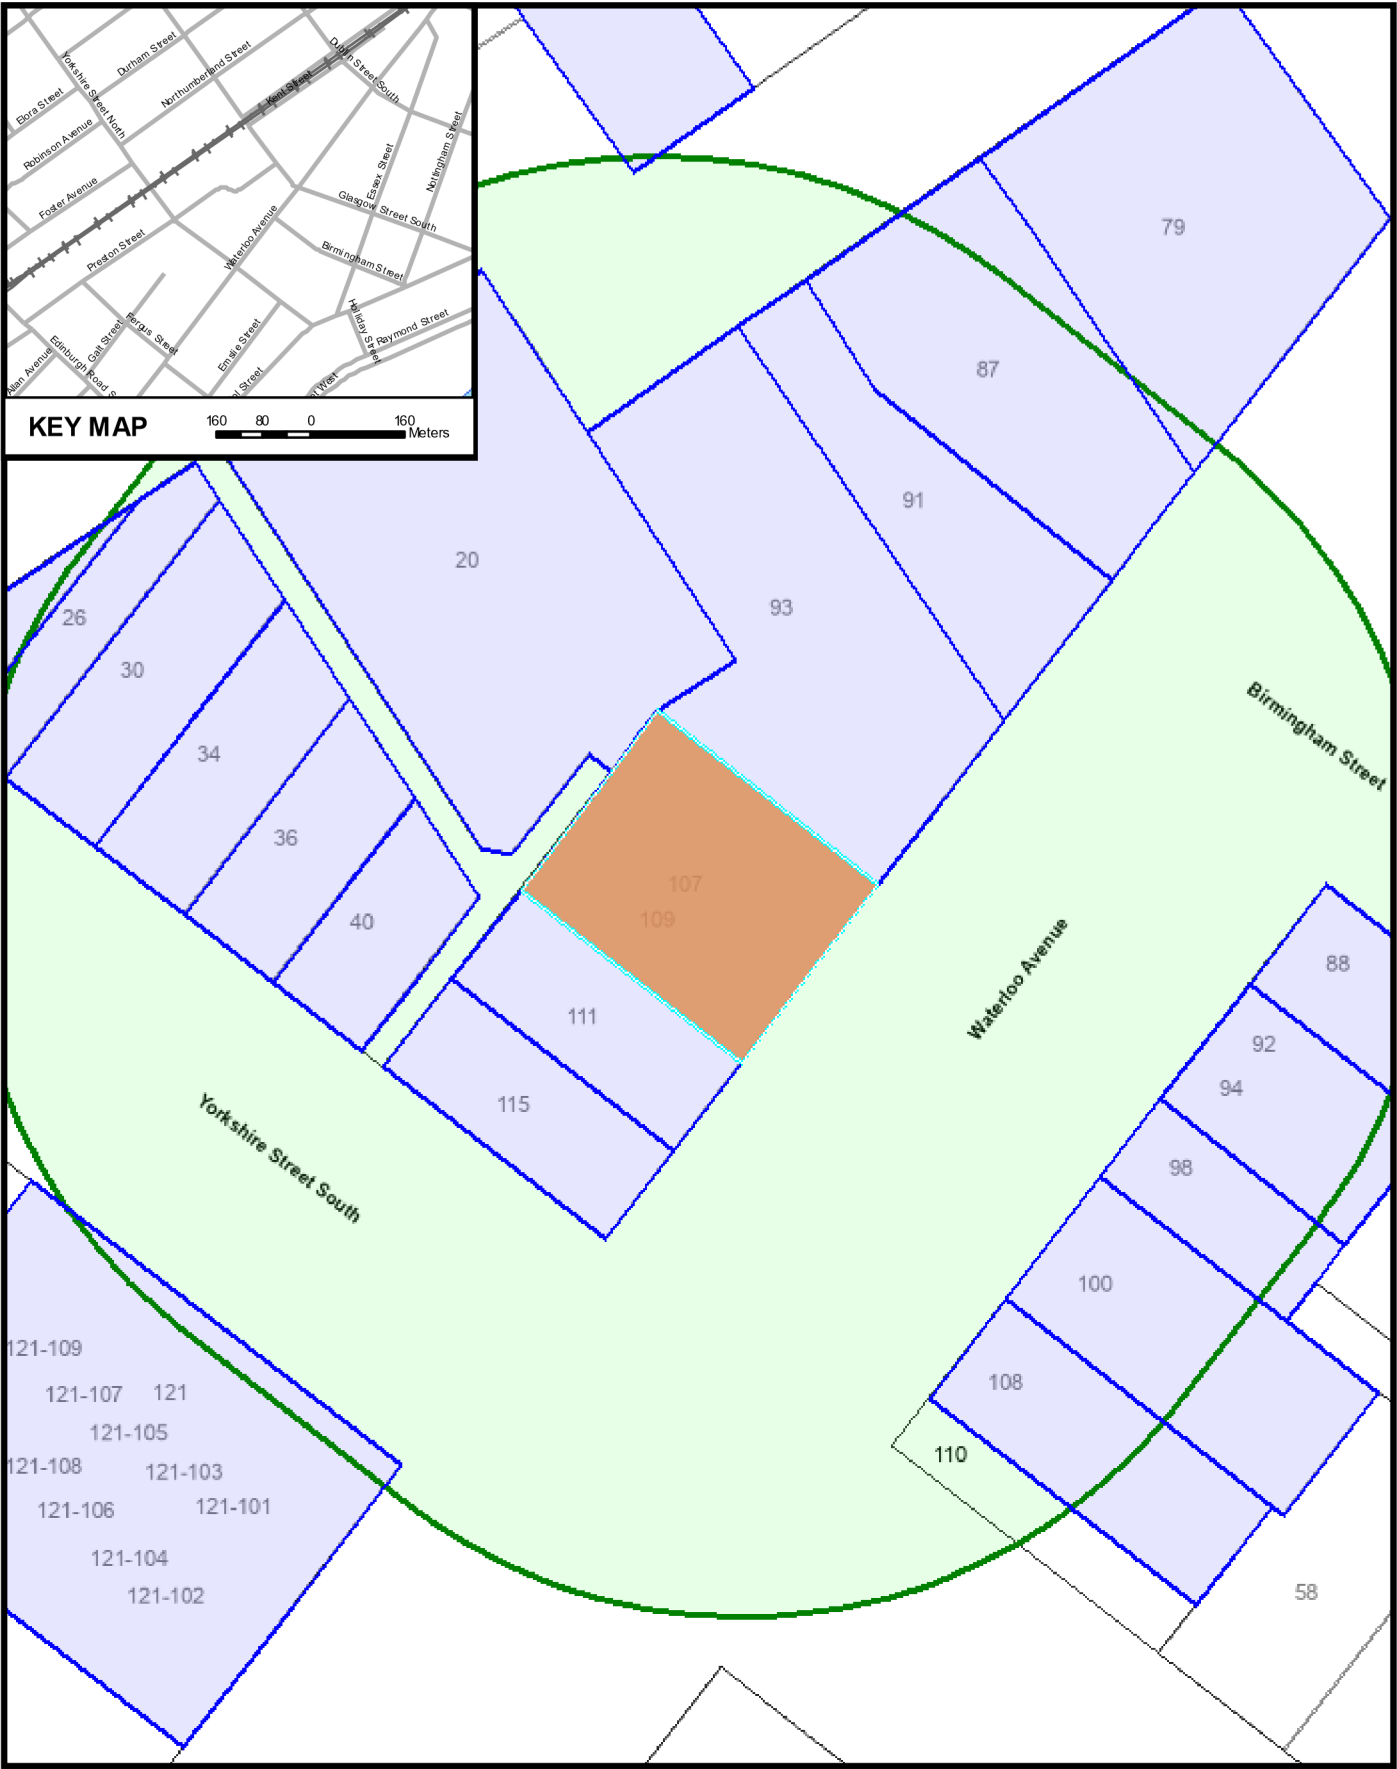 Elora Street
Yorkshire Street North
Durham Street
Northumberland Street
Kent Street
Dublin Street South
Robinson Avenue
Foster Avenue
Essex Street
Nottingham Street
Glasgow Street South
Preston Street
Waterloo Avenue
Birmingham Street
Holliday Street
Raymond Street
Allan Avenue
Edinburgh Road S
Galt Street
Fergus Street
Emslie Street
Street
et West
KEY MAP
160 80 0 160
Meters
79
87
91
20
93
26
30
34
36
40
Birmingham Street
107
109
Waterloo Avenue
88
92
94
111
115
98
Yorkshire Street South
100
108
110
121-109
121-107 121
121-105
121-108
121-103
121-106
121-101
121-104
121-102
58